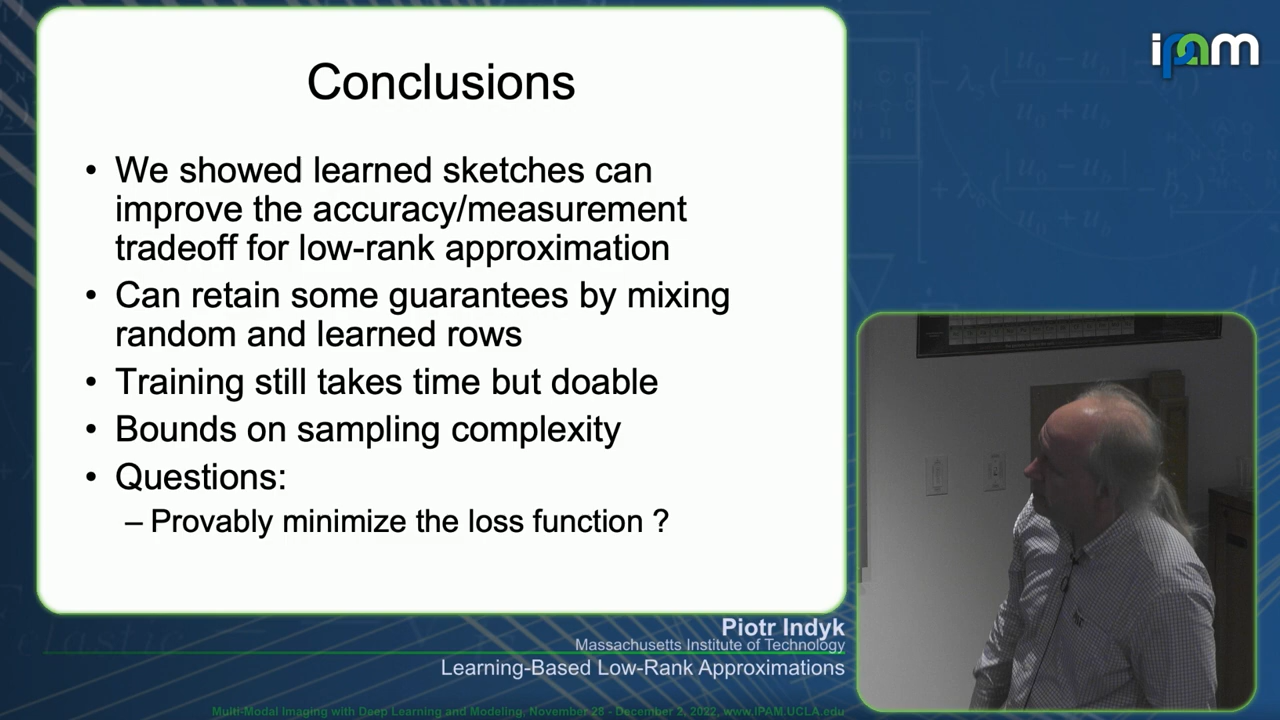 ipam
Conclusions
• We showed learned sketches can
improve the accuracy/measurement
tradeoff for low-rank approximation
• Can retain some guarantees by mixing
random and learned rows
• Training still takes time but doable
• Bounds on sampling complexity
• Questions:
– Provably minimize the loss function ?
Piotr Indyk
Massachusetts Institute of Technology
Learning-Based Low-Rank Approximations
Multi-Modal Imaging with Deep Learning and Modeling, November 28 - December 2, 2022, www.IPAM.UCLA.edu